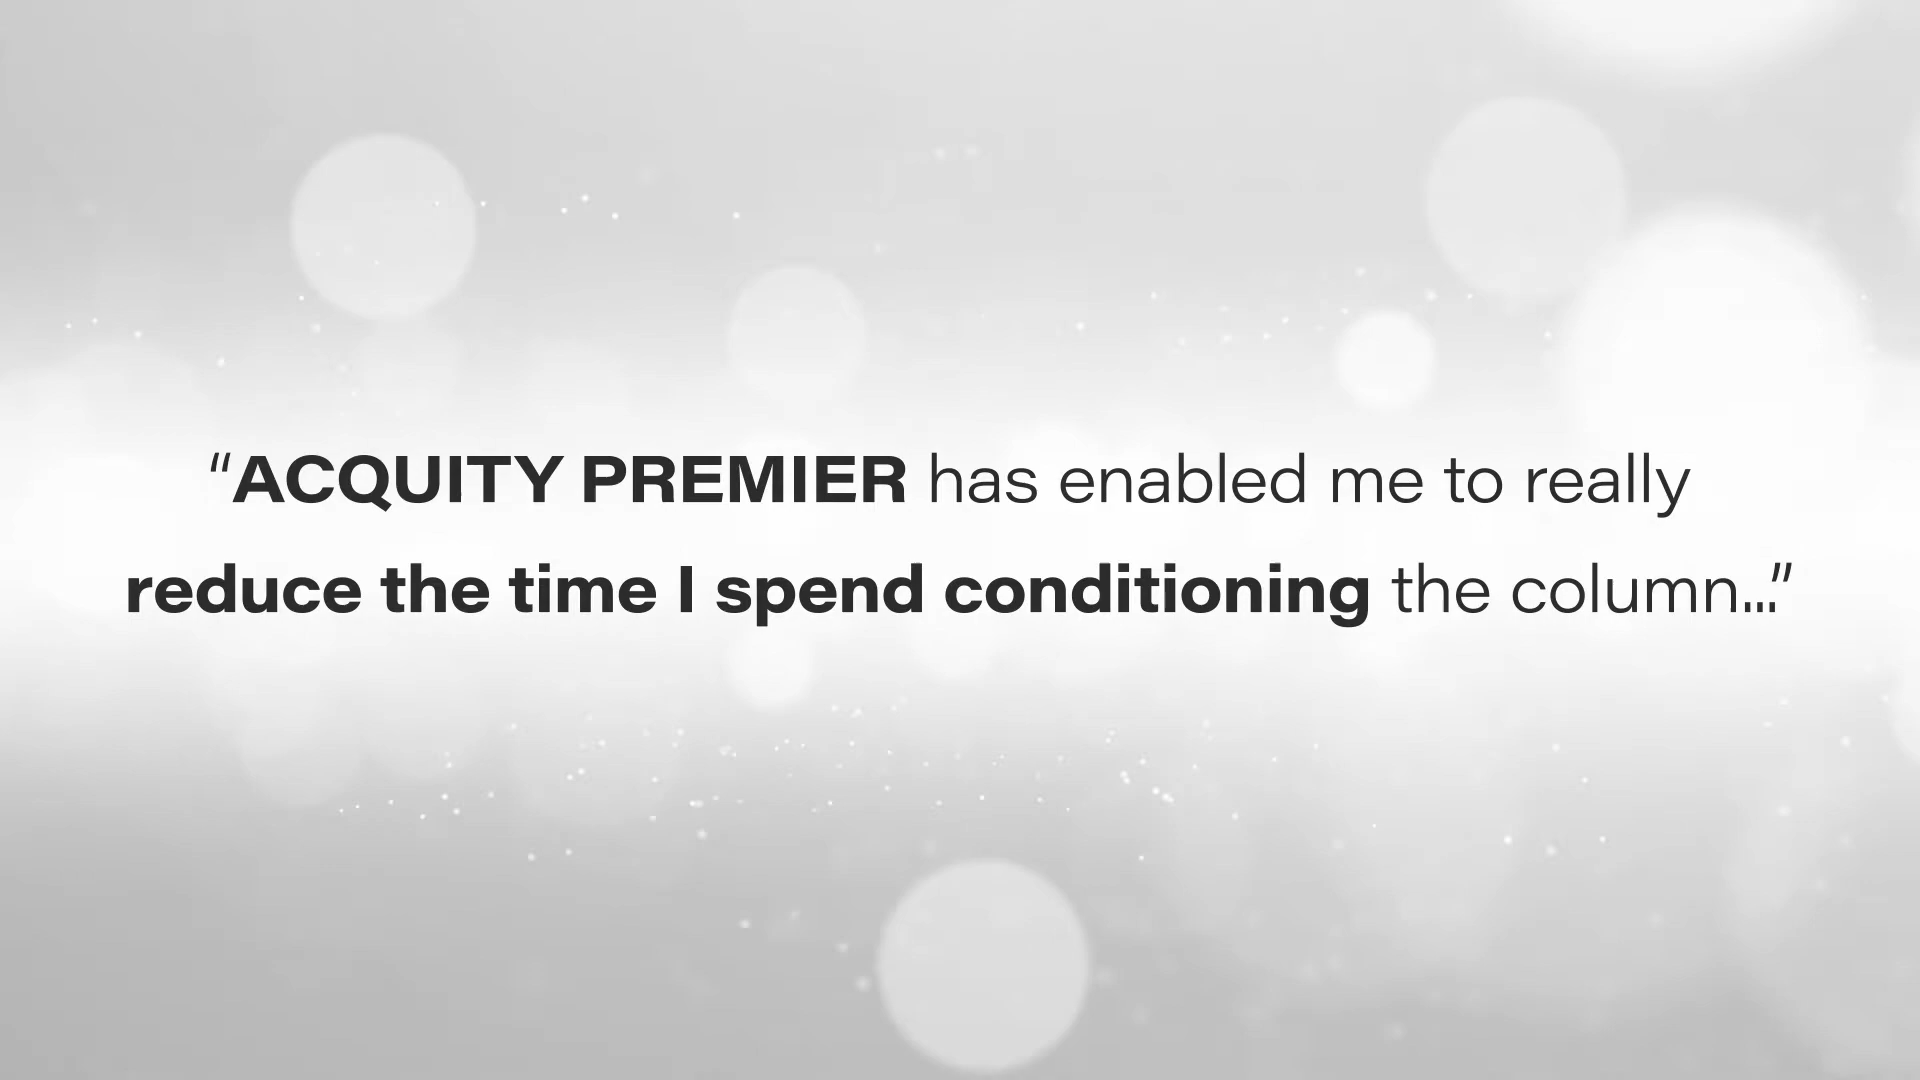 “ACQUITY PREMIER has enabled me to really
reduce the time I spend conditioning the column...”